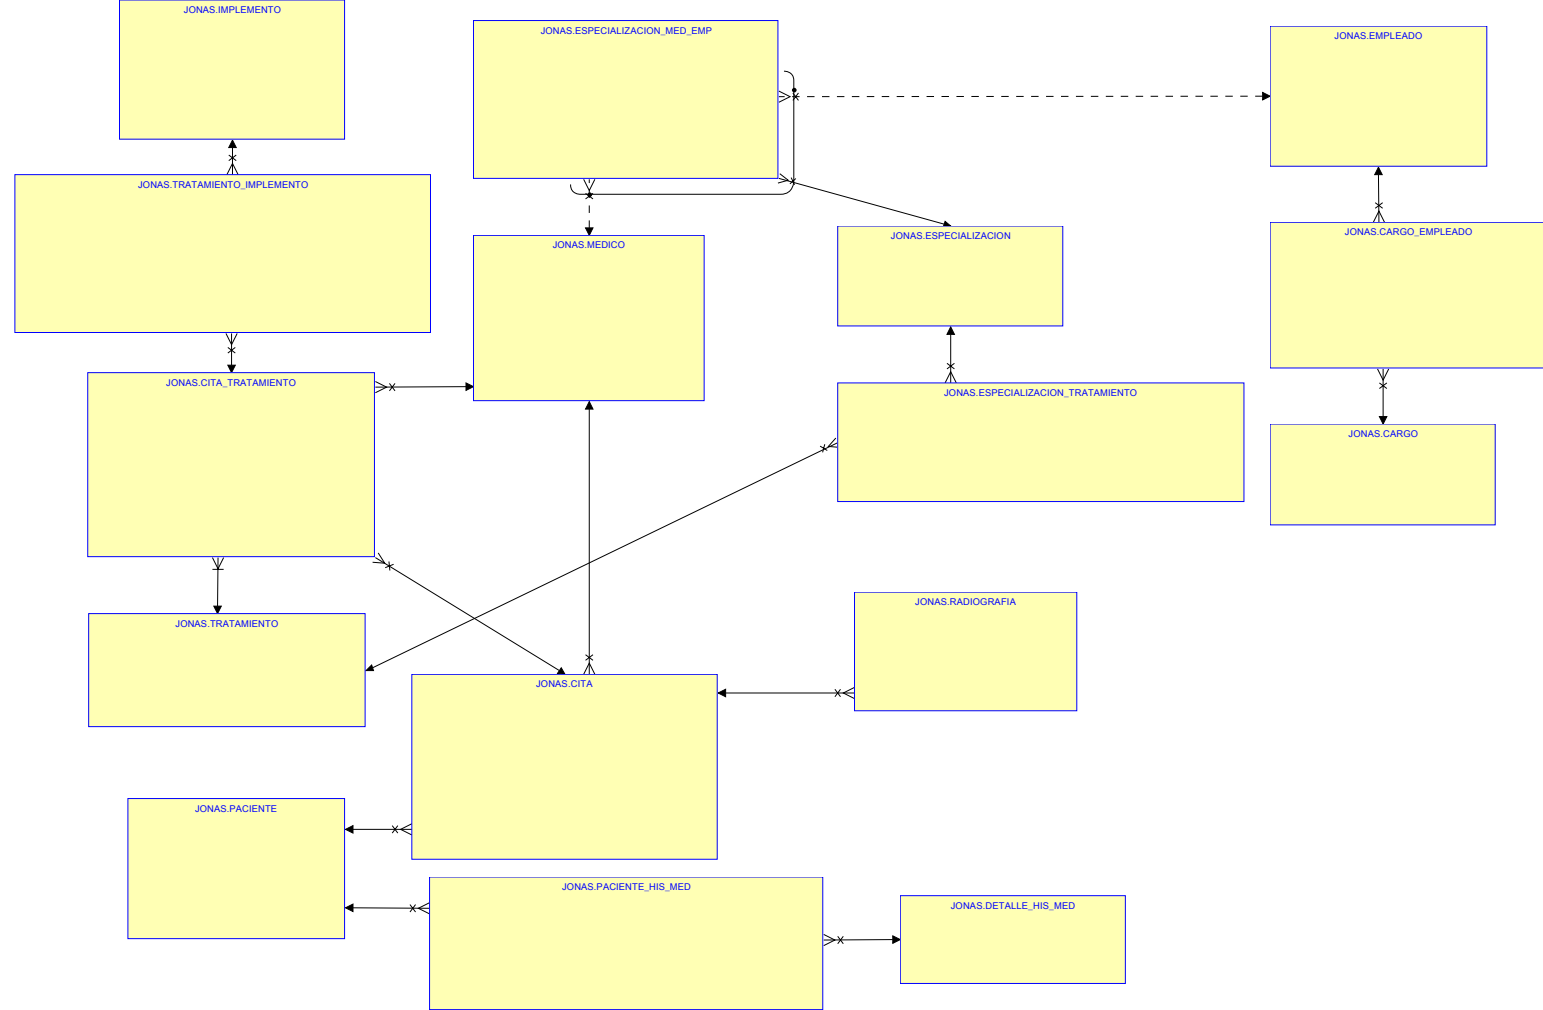 JONAS.IMPLEMENTO
JONAS.ESPECIALIZACION_MED_EMP
JONAS.EMPLEADO
JONAS.TRATAMIENTO_IMPLEMENTO
JONAS.MEDICO
JONAS.ESPECIALIZACION
JONAS.CARGO_EMPLEADO
JONAS.CITA_TRATAMIENTO
JONAS.ESPECIALIZACION_TRATAMIENTO
JONAS.CARGO
JONAS.TRATAMIENTO
JONAS.RADIOGRAFIA
JONAS.CITA
JONAS.PACIENTE
JONAS.PACIENTE_HIS_MED
JONAS.DETALLE_HIS_MED